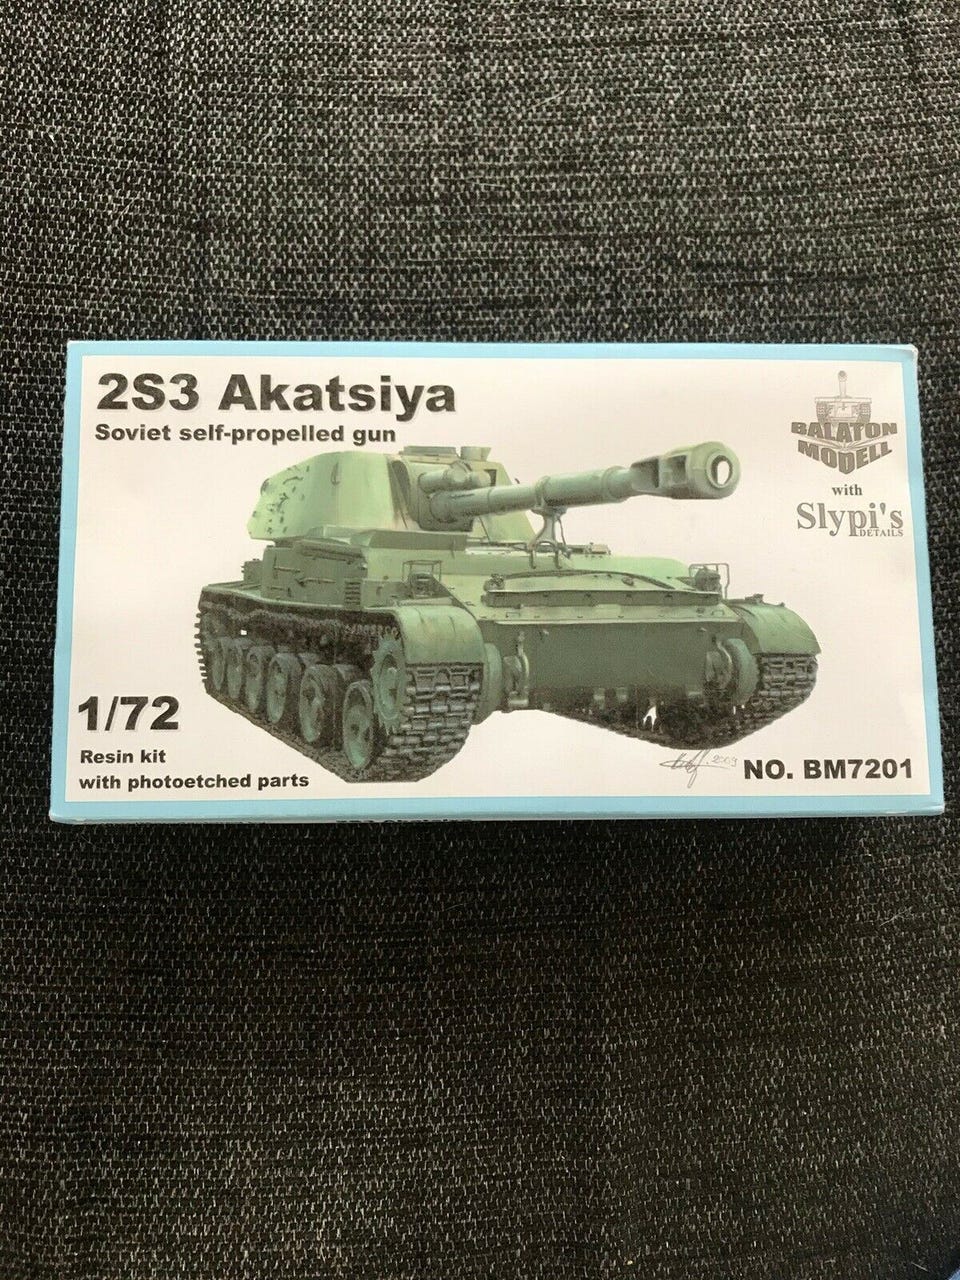 2S3 Akatsiya
Soviet self-propelled gun
BALATON
MODELL
with
Slypi's
DETAILS
1/72
Resin kit
with photoetched parts
2009
NO. BM7201